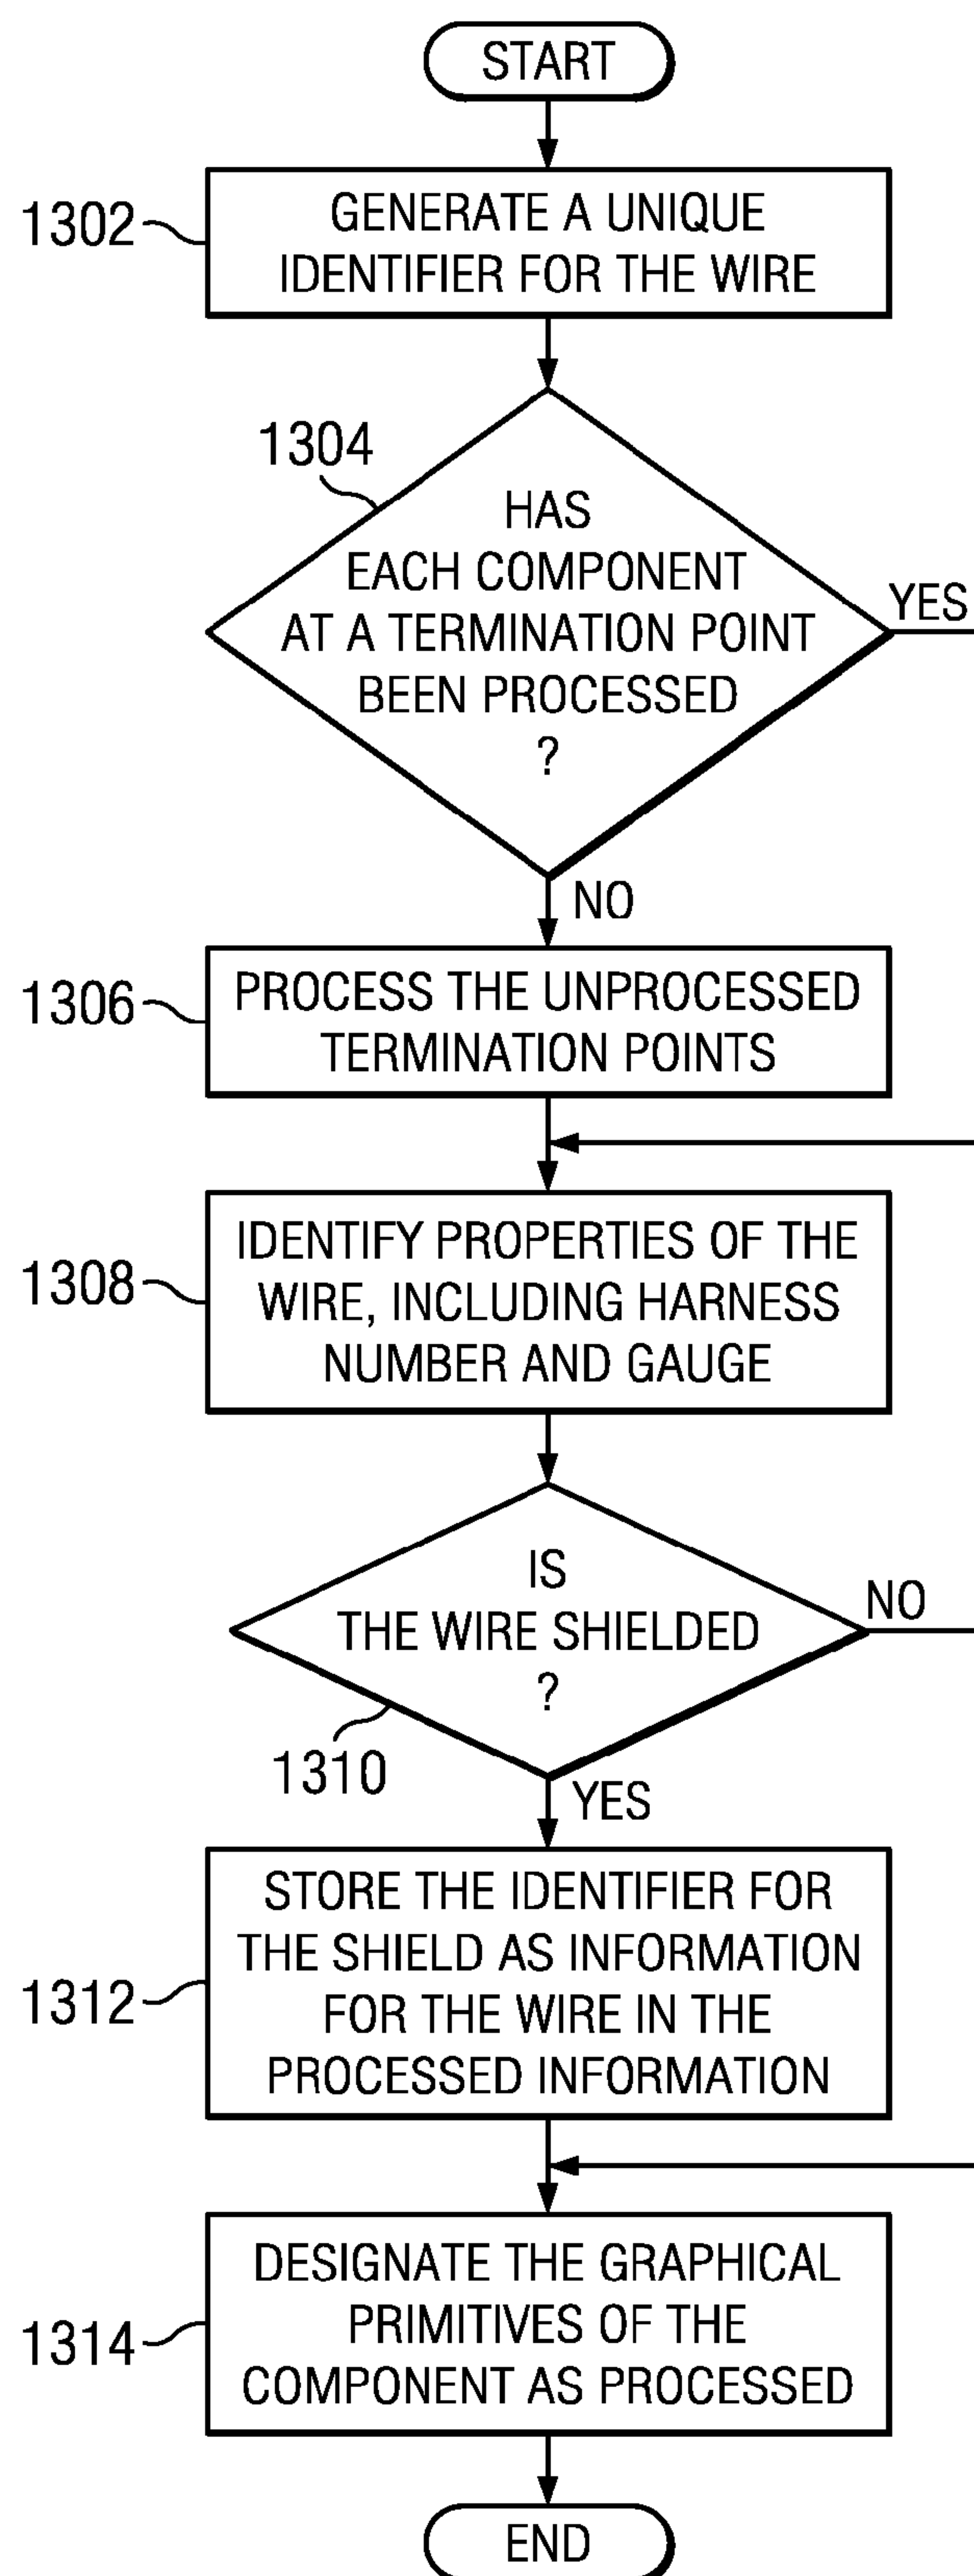 START
1302
GENERATE A UNIQUE
IDENTIFIER FOR THE WIRE
1304
HAS
EACH COMPONENT
AT A TERMINATION POINT
BEEN PROCESSED
?
YES
NO
1306
PROCESS THE UNPROCESSED
TERMINATION POINTS
1308
IDENTIFY PROPERTIES OF THE
WIRE, INCLUDING HARNESS
NUMBER AND GAUGE
IS
THE WIRE SHIELDED
?
NO
1310
YES
1312
STORE THE IDENTIFIER FOR
THE SHIELD AS INFORMATION
FOR THE WIRE IN THE
PROCESSED INFORMATION
1314
DESIGNATE THE GRAPHICAL
PRIMITIVES OF THE
COMPONENT AS PROCESSED
END